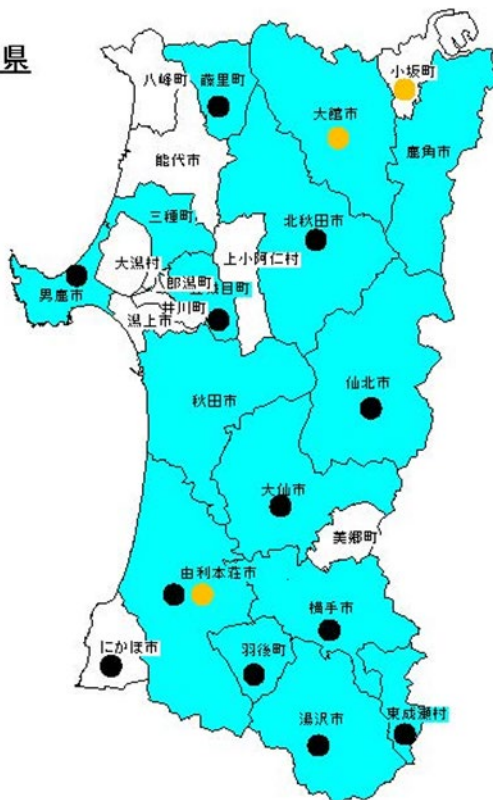 県
小坂町
八峰町
藤里町
大館市
鹿角市
能代市
三種町
北秋田市
大潟村
上小阿仁村
八郎潟町
男鹿市
井川町
潟上市
仙北市
秋田市
大仙市
美郷町
由利本荘市
横手市
にかほ市
羽後町
東成瀬村
湯沢市